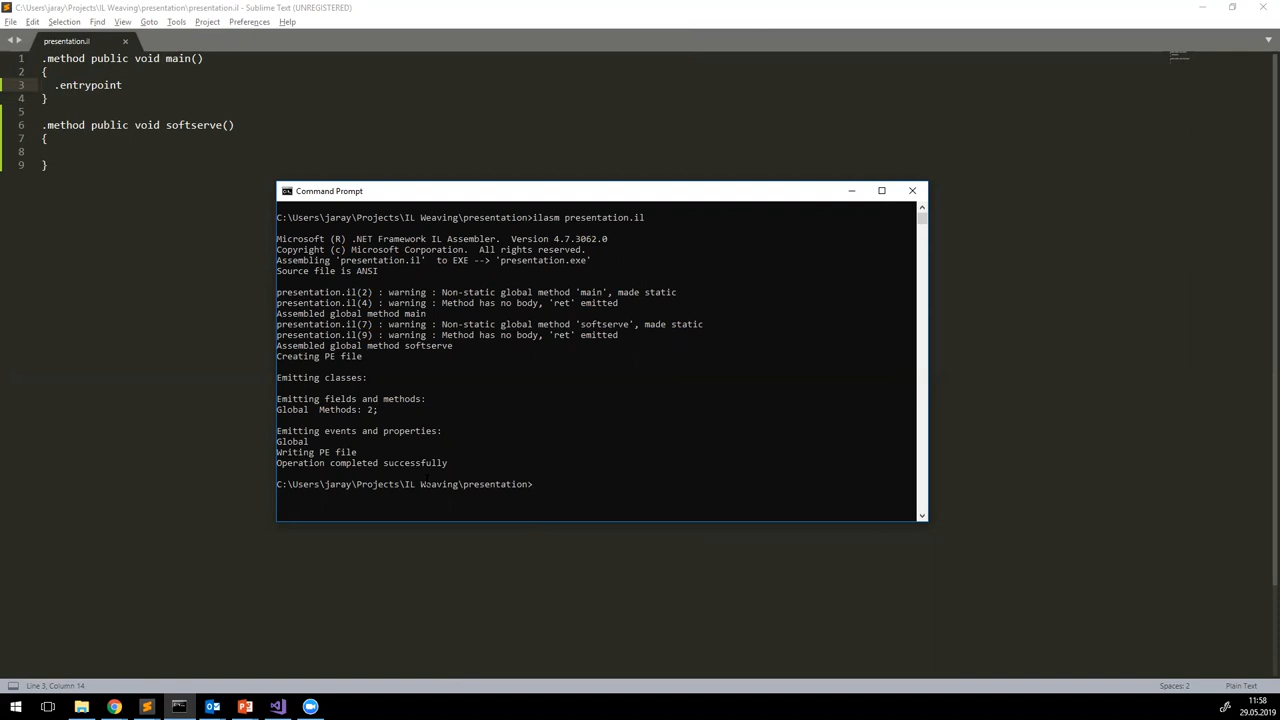 C:\Users\jaray\Projects\IL Weaving\presentation\presentation.il - Sublime Text (UNREGISTERED)
File Edit Selection Find View Goto Tools Project Preferences Help
presentation.il
1 .method public void main()
2 {
3 .entrypoint
4 }
5
6 .method public void softserve()
7 {
8
9 }
Command Prompt
C:\Users\jaray\Projects\IL Weaving\presentation>ilasm presentation.il
Microsoft (R) .NET Framework IL Assembler. Version 4.7.3062.0
Copyright (c) Microsoft Corporation. All rights reserved.
Assembling 'presentation.il' to EXE --> 'presentation.exe'
Source file is ANSI
presentation.il(2) : warning : Non-static global method 'main', made static
presentation.il(4) : warning : Method has no body, 'ret' emitted
Assembled global method main
presentation.il(7) : warning : Non-static global method 'softserve', made static
presentation.il(9) : warning : Method has no body, 'ret' emitted
Assembled global method softserve
Creating PE file
Emitting classes:
Emitting fields and methods:
Global Methods: 2;
Emitting events and properties:
Global
Writing PE file
Operation completed successfully
C:\Users\jaray\Projects\IL Weaving\presentation>
Line 3, Column 14
Spaces: 2
Plain Text
11:58
29.05.2019